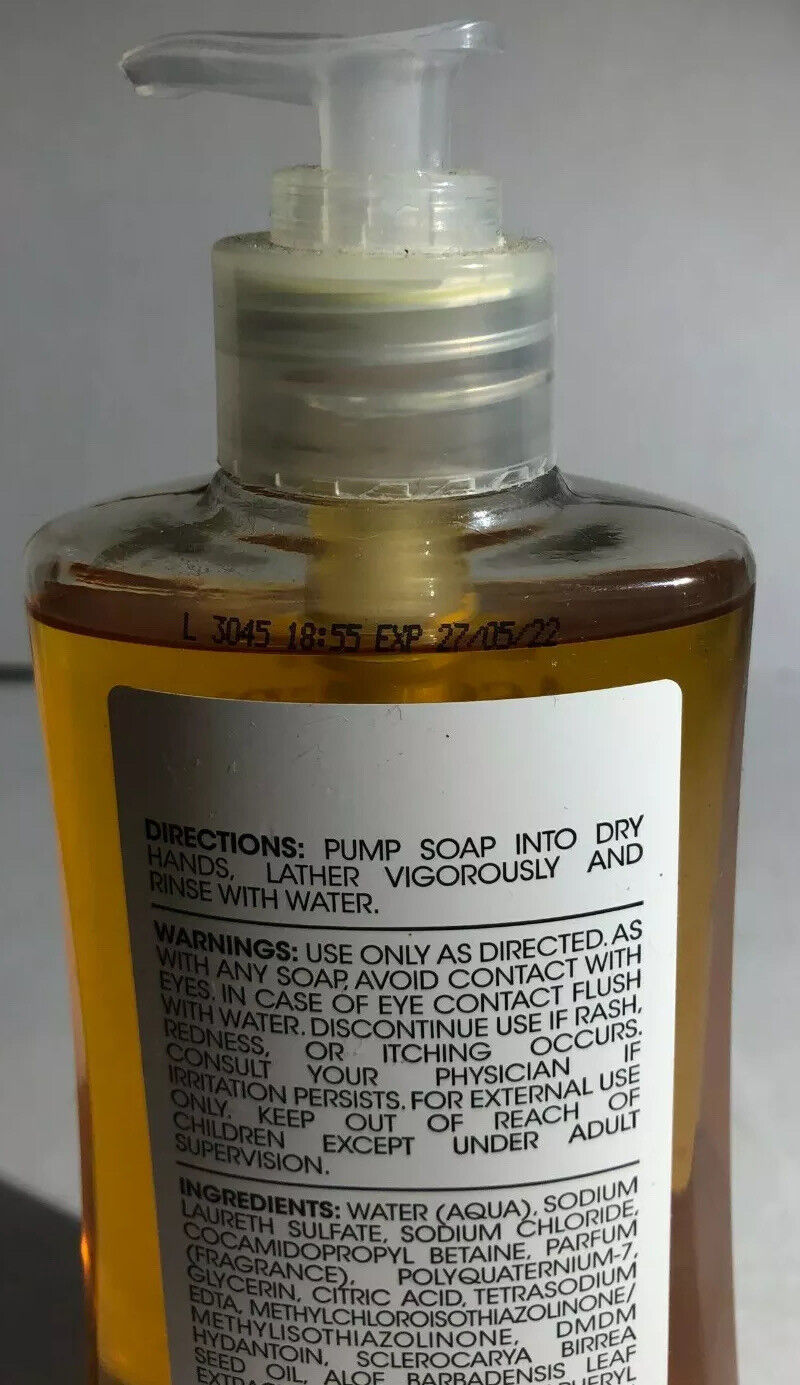 L 3045 18:55 EXP 27/05/22
DIRECTIONS: PUMP SOAP INTO DRY
HANDS, LATHER VIGOROUSLY AND
RINSE WITH WATER.
WARNINGS: USE ONLY AS DIRECTED. AS
WITH ANY SOAP, AVOID CONTACT WITH
EYES. IN CASE OF EYE CONTACT FLUSH
WITH WATER. DISCONTINUE USE IF RASH,
REDNESS, OR ITCHING OCCURS.
CONSULT YOUR PHYSICIAN IF
IRRITATION PERSISTS. FOR EXTERNAL USE
ONLY. KEEP OUT OF REACH OF
CHILDREN EXCEPT UNDER ADULT
SUPERVISION.
INGREDIENTS: WATER (AQUA), SODIUM
LAURETH SULFATE, SODIUM CHLORIDE,
COCAMIDOPROPYL BETAINE, PARFUM
(FRAGRANCE), POLYQUATERNIUM-7,
GLYCERIN, CITRIC ACID, TETRASODIUM
EDTA, METHYLCHLOROISOTHIAZOLINONE/
METHYLISOTHIAZOLINONE, DMDM
HYDANTOIN, SCLEROCARYA BIRREA
SEED OIL, ALOE BARBADENSIS LEAF